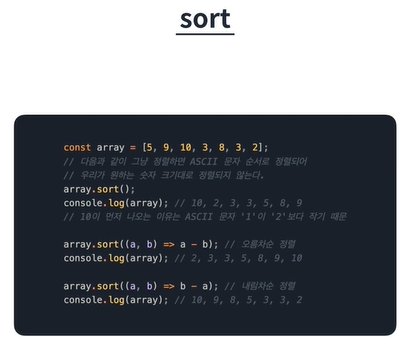 sort
const array = [5, 9, 10, 3, 8, 3, 2];
// 다음과 같이 그냥 정렬하면 ASCII 문자 순서로 정렬되어
// 우리가 원하는 숫자 크기대로 정렬되지 않는다.
array.sort();
console.log(array); // 10, 2, 3, 3, 5, 8, 9
// 10이 먼저 나오는 이유는 ASCII 문자 '1'이 '2'보다 작기 때문
array.sort((a, b) => a - b); // 오름차순 정렬
console.log(array); // 2, 3, 3, 5, 8, 9, 10
array.sort((a, b) => b - a); // 내림차순 정렬
console.log(array); // 10, 9, 8, 5, 3, 3, 2